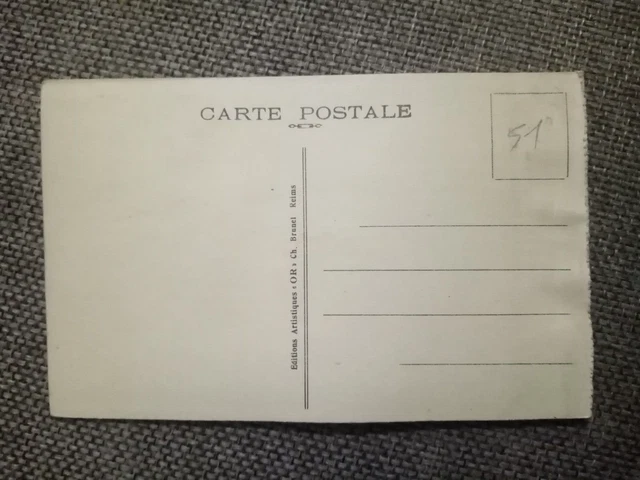 CARTE POSTALE
51
Editions Artistiques «OR» Ch. Brunel Reims